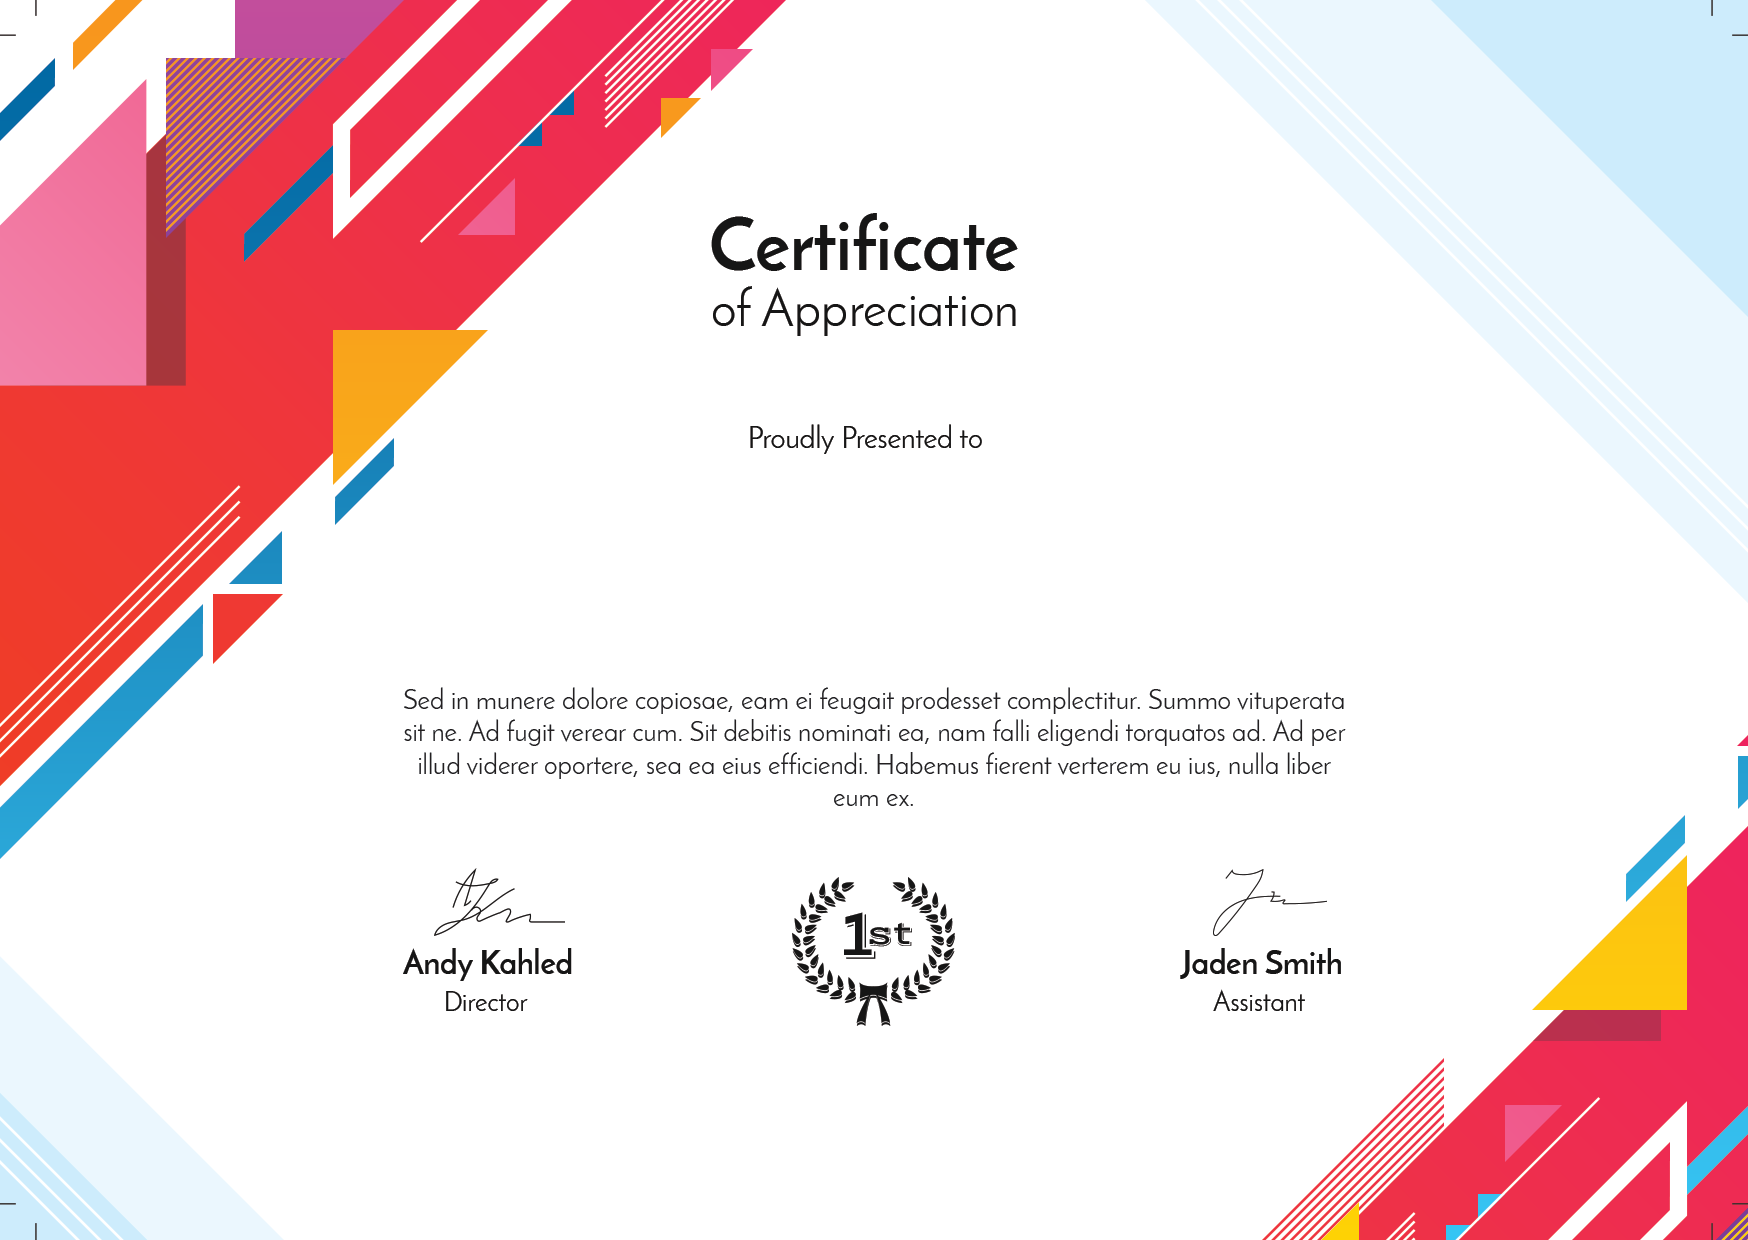 Certificate
of Appreciation
Proudly Presented to
Sed in munere dolore copiosae, eam ei feugait prodesset complectitur. Summo vituperata
sit ne. Ad fugit verear cum. Sit debitis nominati ea, nam falli eligendi torquatos ad. Ad per
illud viderer oportere, sea ea eius efficiendi. Habemus fierent verterem eu ius, nulla liber
eum ex.
1st
Andy Kahled
Director
Jaden Smith
Assistant